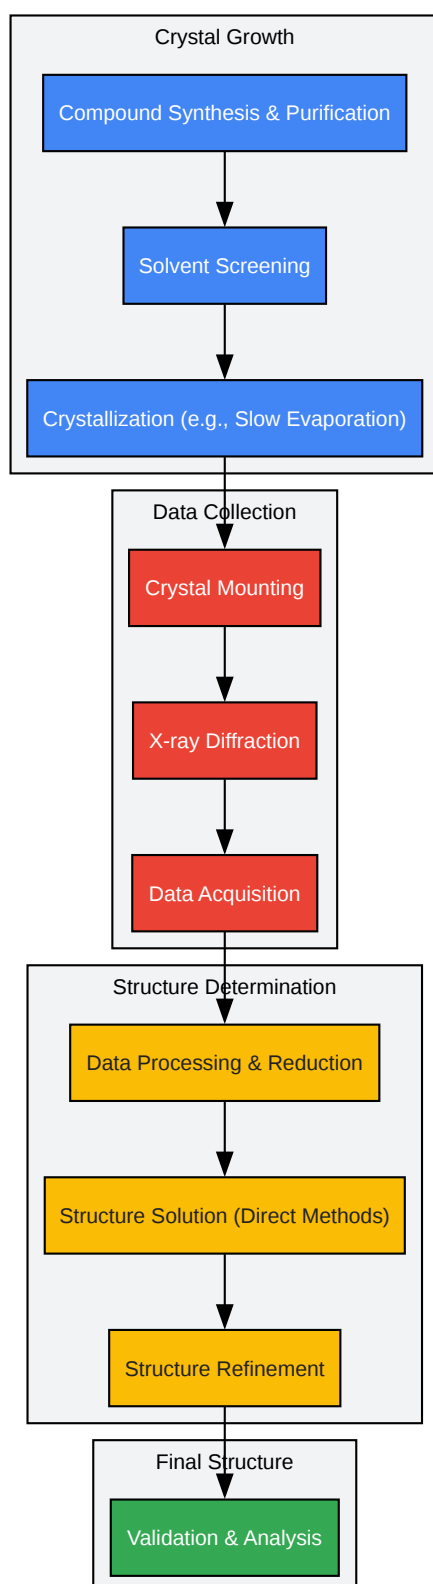 Crystal Growth
Compound Synthesis & Purification
Solvent Screening
Crystallization (e.g., Slow Evaporation)
Data Collection
Crystal Mounting
X-ray Diffraction
Data Acquisition
Structure Determination
Data Processing & Reduction
Structure Solution (Direct Methods)
Structure Refinement
Final Structure
Validation & Analysis